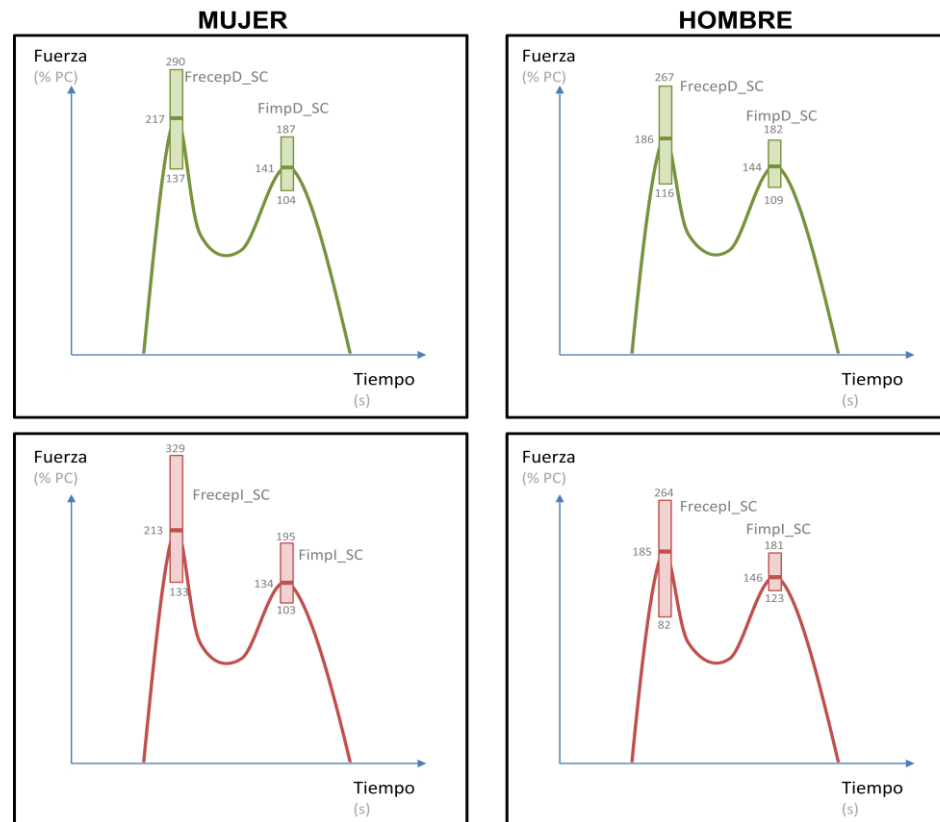 MUJER
HOMBRE
Fuerza
(% PC)
290
FrecepD_SC
217
137
FimpD_SC
187
141
104
Tiempo
(s)
Fuerza
(% PC)
267
FrecepD_SC
186
116
FimpD_SC
182
144
109
Tiempo
(s)
Fuerza
(% PC)
329
FrecepI_SC
213
133
195
FimpI_SC
134
103
Tiempo
(s)
Fuerza
(% PC)
264
FrecepI_SC
185
82
FimpI_SC
181
146
123
Tiempo
(s)